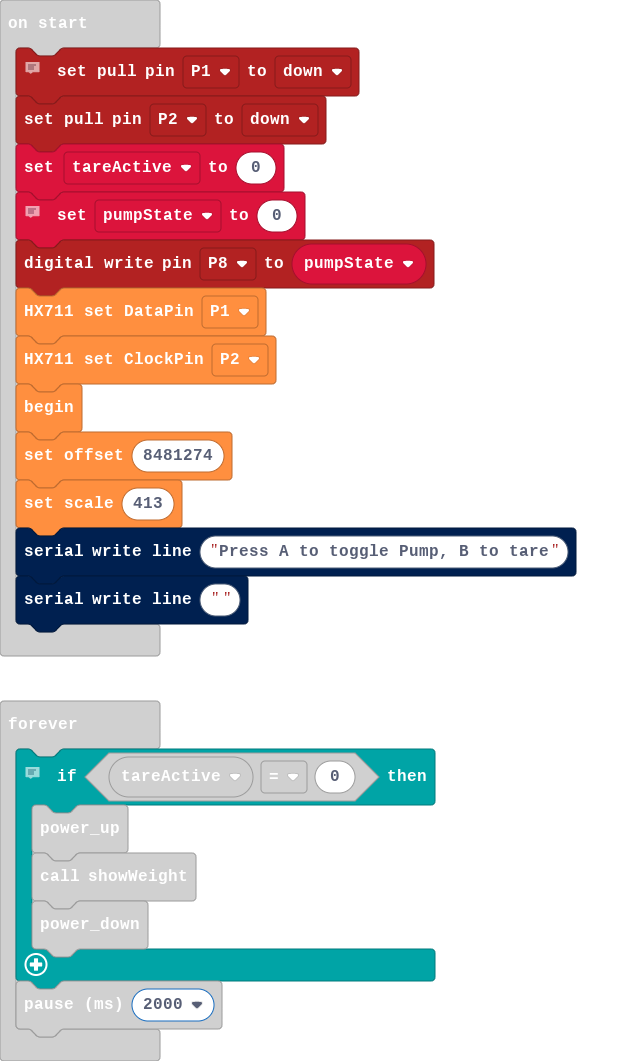 on start
set pull pin P1 to down
set pull pin P2 to down
set tareActive to 0
set pumpState to 0
digital write pin P8 to pumpState
HX711 set DataPin P1
HX711 set ClockPin P2
begin
set offset 8481274
set scale 413
serial write line "Press A to toggle Pump, B to tare"
serial write line ""
forever
if tareActive = 0 then
power_up
call showWeight
power_down
pause (ms) 2000